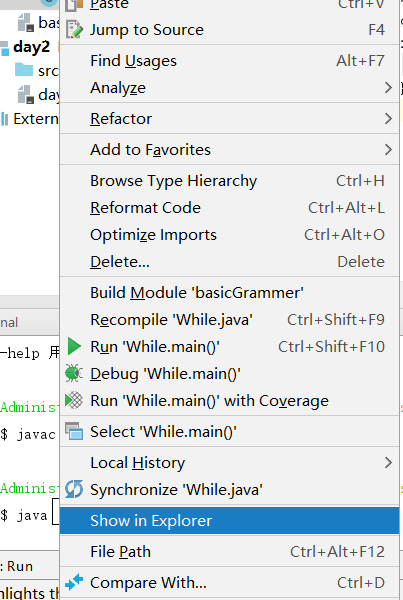 Paste Ctrl+V
bas
Jump to Source F4
day2
Find Usages Alt+F7
src
Analyze
day
Extern
Refactor
Add to Favorites
Browse Type Hierarchy Ctrl+H
Reformat Code Ctrl+Alt+L
Optimize Imports Ctrl+Alt+O
Delete... Delete
Build Module 'basicGrammer'
nal
Recompile 'While.java' Ctrl+Shift+F9
-help 用
Run 'While.main()' Ctrl+Shift+F10
Debug 'While.main()'
Adminis
Run 'While.main()' with Coverage
$ javac
Select 'While.main()'
Local History
Adminis
Synchronize 'While.java'
$ java
Show in Explorer
File Path Ctrl+Alt+F12
: Run
Compare With... Ctrl+D
hlights th